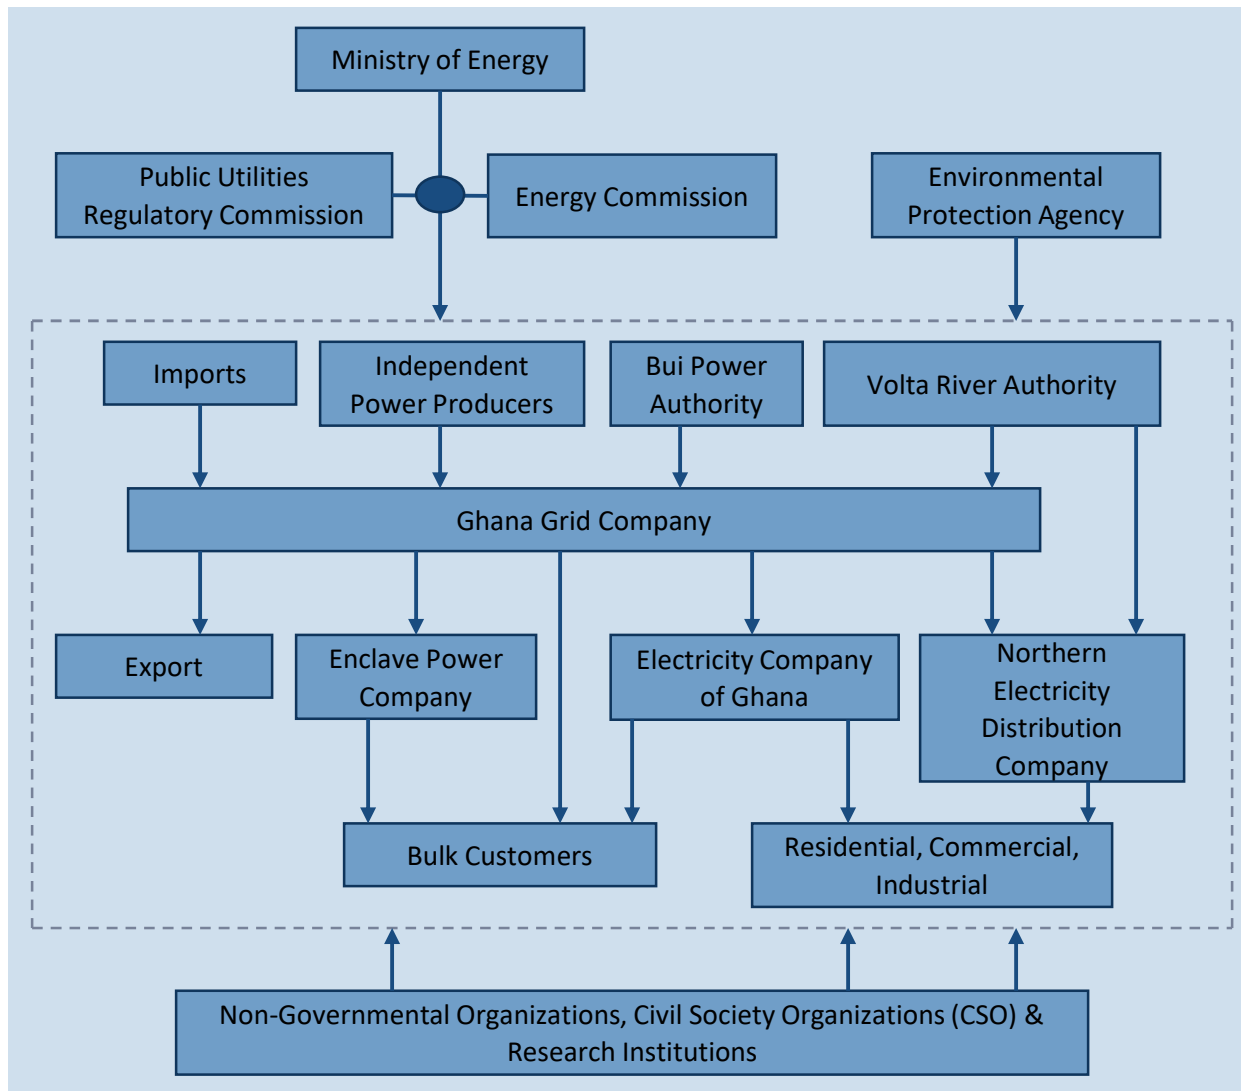 Ministry of Energy
Public Utilities
Regulatory Commission
Energy Commission
Environmental
Protection Agency
Imports
Independent
Power Producers
Bui Power
Authority
Volta River Authority
Ghana Grid Company
Export
Enclave Power
Company
Electricity Company
of Ghana
Northern
Electricity
Distribution
Company
Bulk Customers
Residential, Commercial,
Industrial
Non-Governmental Organizations, Civil Society Organizations (CSO) &
Research Institutions